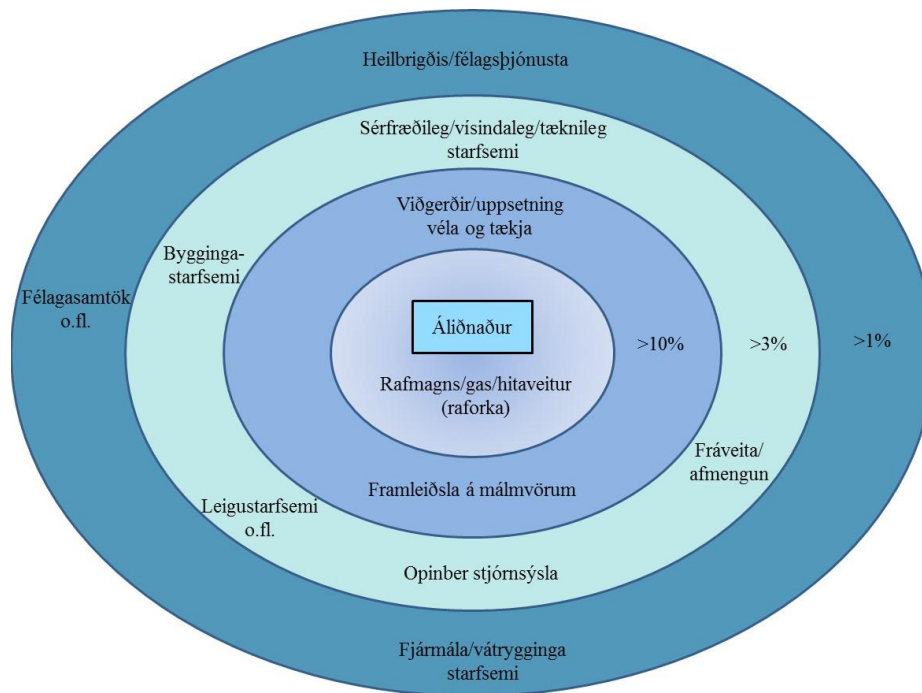 Heilbrigðis/félagsþjónusta
Sérfræðileg/vísindaleg/tæknileg
starfsemi
Viðgerðir/uppsetning
véla og tækja
Bygginga-
starfsemi
Félagasamtök
o.fl.
Áliðnaður
>10%
>3%
>1%
Rafmagns/gas/hitaveitur
(raforka)
Fráveita/
afmengun
Framleiðsla á málmvörum
Leigustarfsemi
o.fl.
Opinber stjórnsýsla
Fjármála/vátrygginga
starfsemi